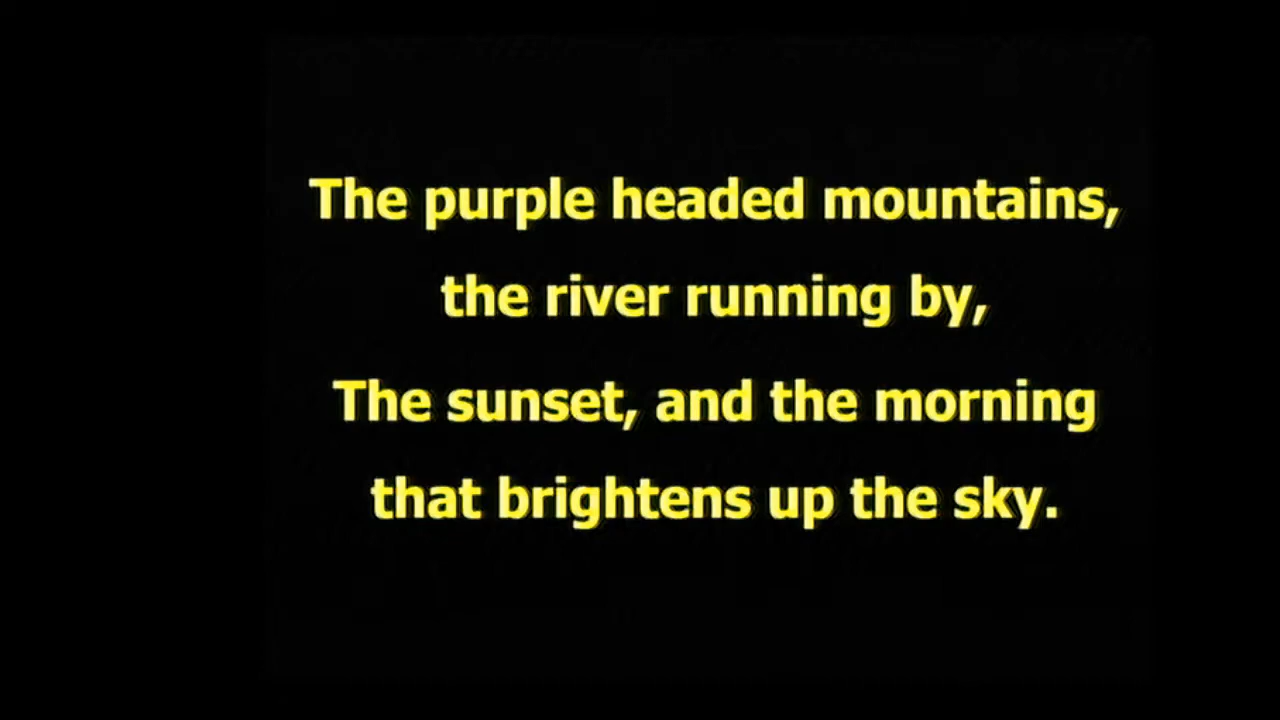 The purple headed mountains,
the river running by,
The sunset, and the morning
that brightens up the sky.